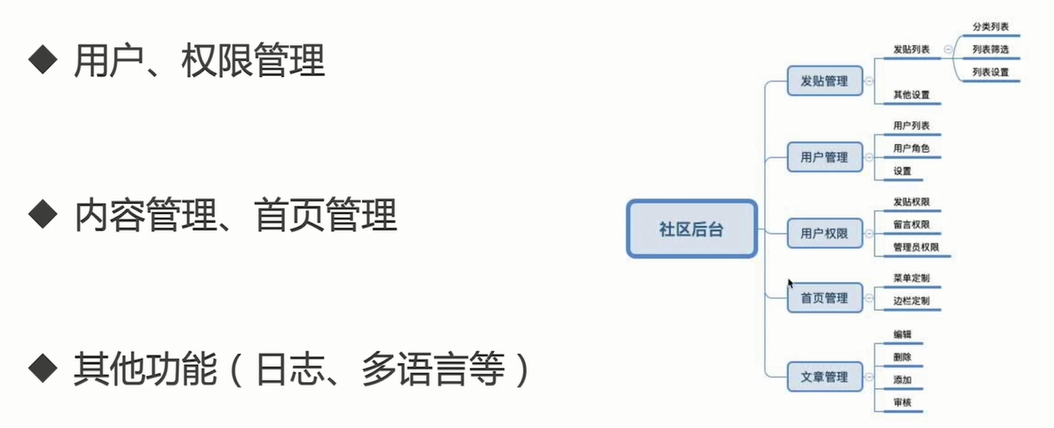 ◆ 用户、权限管理
◆ 内容管理、首页管理
◆ 其他功能（日志、多语言等）
社区后台
发贴管理
发贴列表
分类列表
列表筛选
列表设置
其他设置
用户管理
用户列表
用户角色
设置
用户权限
发贴权限
留言权限
管理员权限
首页管理
菜单定制
边栏定制
文章管理
编辑
删除
添加
审核